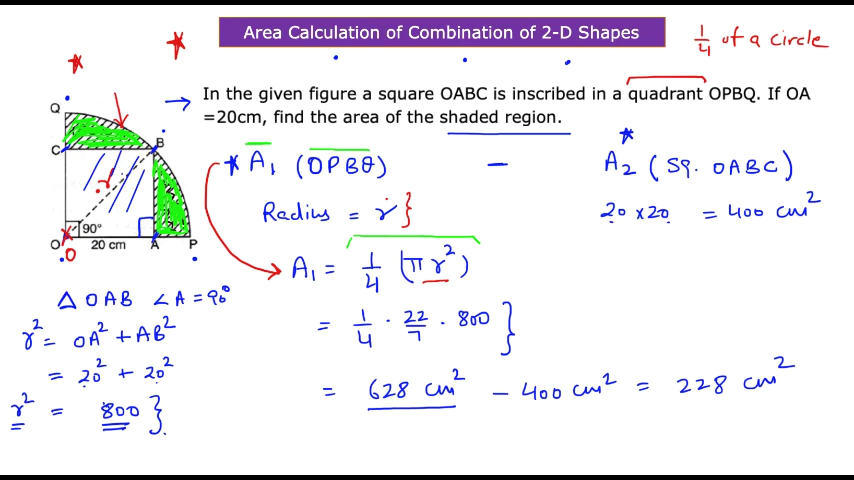 Area Calculation of Combination of 2-D Shapes
1/4 of a circle
In the given figure a square OABC is inscribed in a quadrant OPBQ. If OA
=20cm, find the area of the shaded region.
Q
C
B
r
90°
O
O
20 cm
A
P
A₁ (OPBQ) − A₂ (Sq. OABC)
Radius = r }
20 × 20 = 400 cm²
A₁ = 1/4 (π r²)
= 1/4 · 22/7 · 800 }
= 628 cm² − 400 cm² = 228 cm²
△ OAB ∠A = 90°
r² = OA² + AB²
= 20² + 20²
r² = 800 }